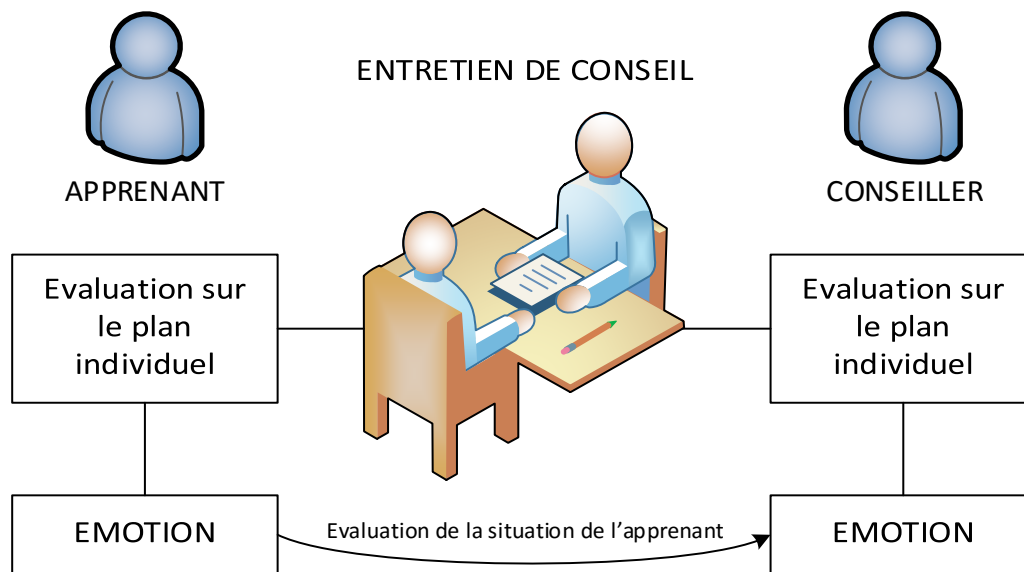 ENTRETIEN DE CONSEIL
APPRENANT
CONSEILLER
Evaluation sur
le plan
individuel
Evaluation sur
le plan
individuel
EMOTION
Evaluation de la situation de l’apprenant
EMOTION